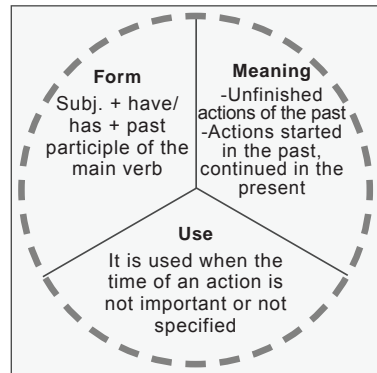 Form
Subj. + have/
has + past
participle of the
main verb
Meaning
-Unfinished
actions of the past
-Actions started
in the past,
continued in the
present
Use
It is used when the
time of an action is
not important or not
specified